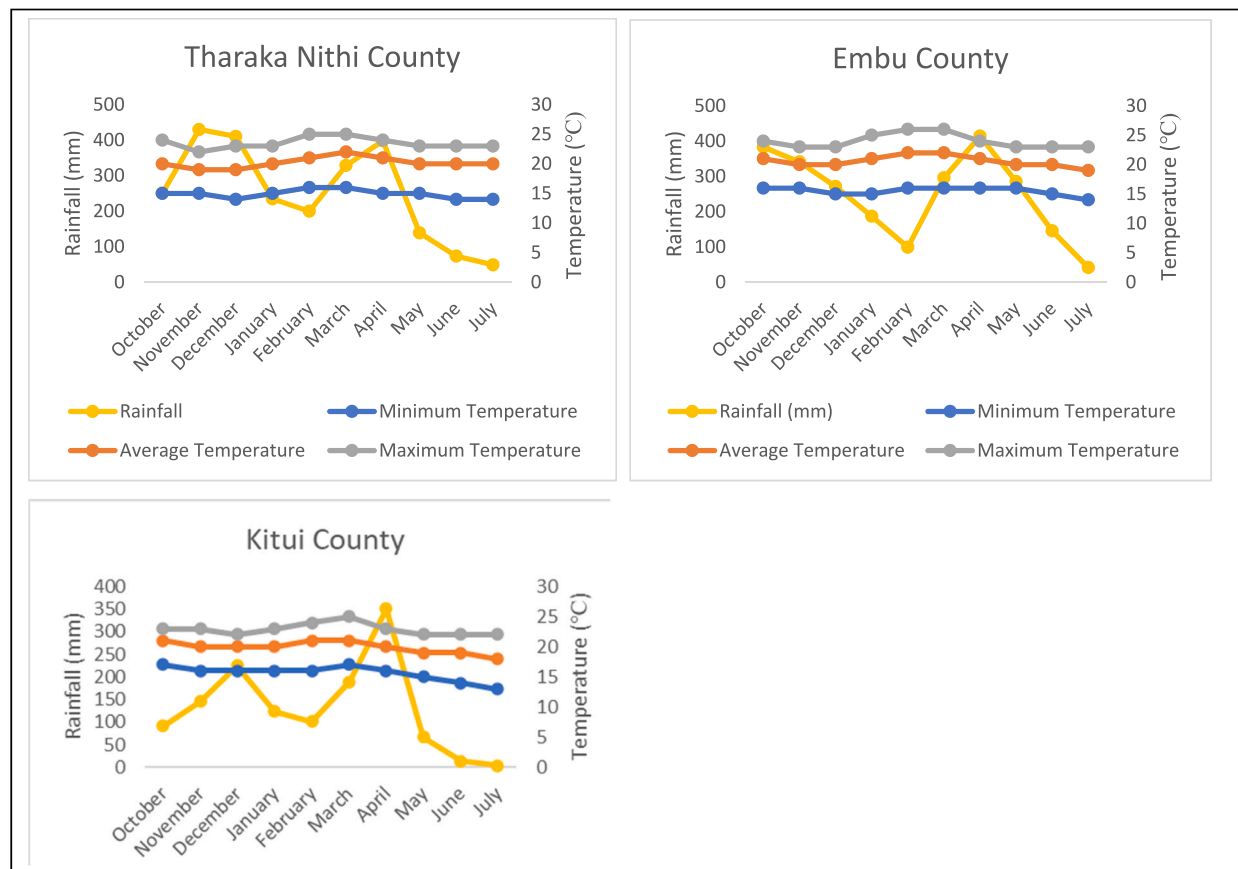 Tharaka Nithi County
500
400
300
200
100
0
Rainfall (mm)
30
25
20
15
10
5
0
Temperature (℃)
October
November
December
January
February
March
April
May
June
July
Rainfall
Minimum Temperature
Average Temperature
Maximum Temperature
Embu County
500
400
300
200
100
0
Rainfall (mm)
30
25
20
15
10
5
0
Temperature (℃)
October
November
December
January
February
March
April
May
June
July
Rainfall (mm)
Minimum Temperature
Average Temperature
Maximum Temperature
Kitui County
400
350
300
250
200
150
100
50
0
Rainfall (mm)
30
25
20
15
10
5
0
Temperature (℃)
October
November
December
January
February
March
April
May
June
July